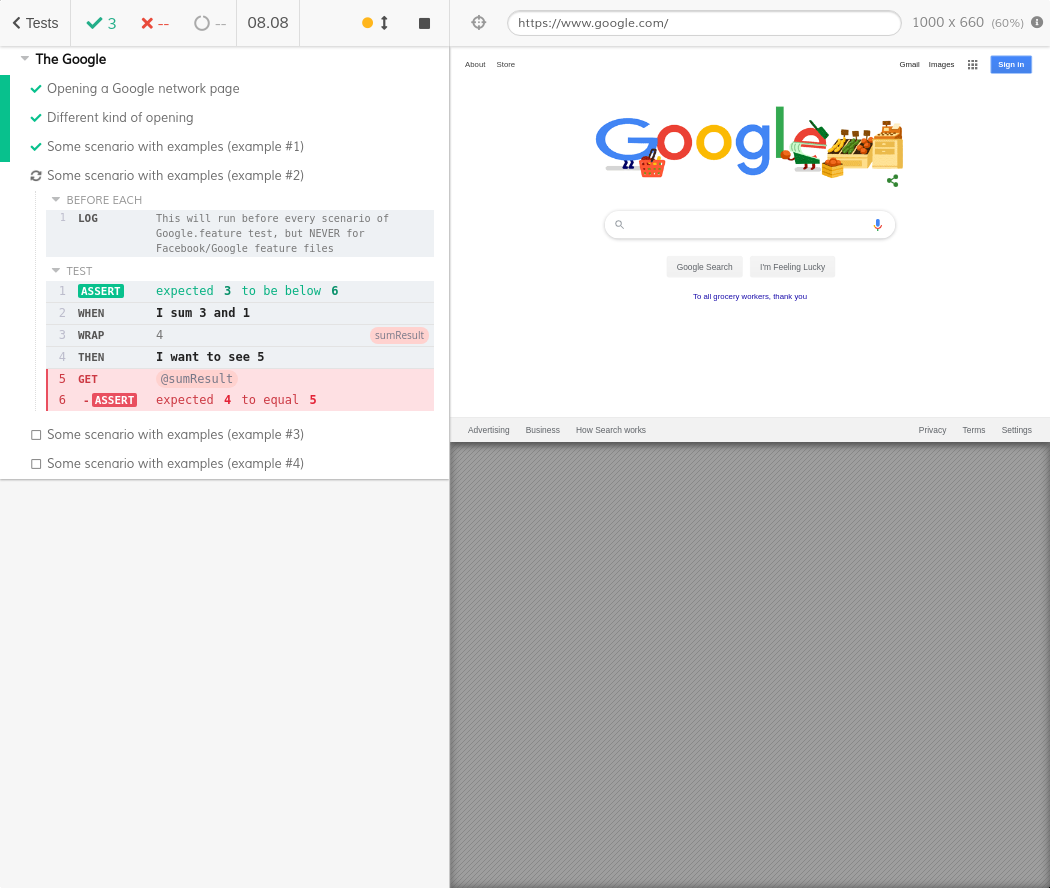 Tests 3 -- -- 08.08
https://www.google.com/ 1000 x 660 (60%)
The Google
Opening a Google network page
Different kind of opening
Some scenario with examples (example #1)
Some scenario with examples (example #2)
BEFORE EACH
1 LOG This will run before every scenario of
Google.feature test, but NEVER for
Facebook/Google feature files
TEST
1 ASSERT expected 3 to be below 6
2 WHEN I sum 3 and 1
3 WRAP 4 sumResult
4 THEN I want to see 5
5 GET @sumResult
6 -ASSERT expected 4 to equal 5
Some scenario with examples (example #3)
Some scenario with examples (example #4)
About Store Gmail Images Sign in
Google
Google Search I'm Feeling Lucky
To all grocery workers, thank you
Advertising Business How Search works Privacy Terms Settings